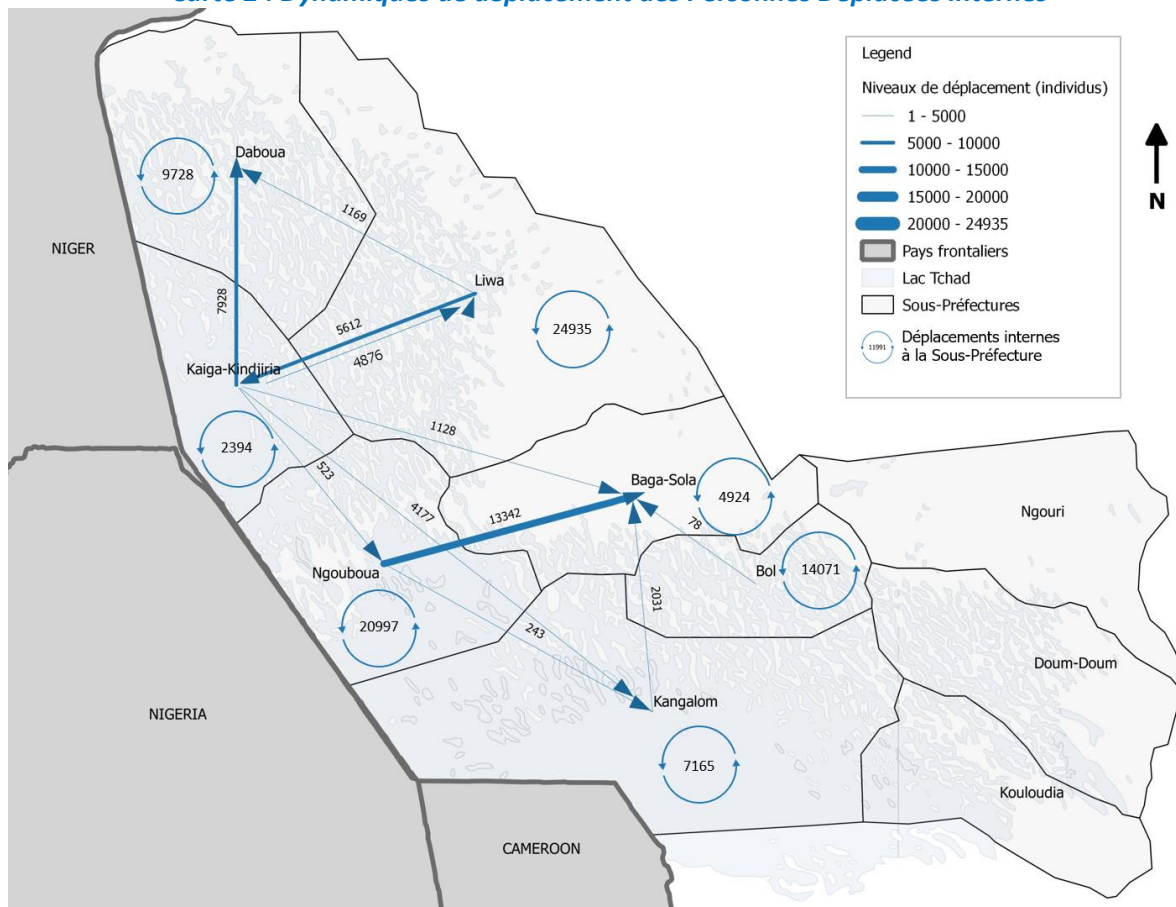 Carte 2 : Dynamiques de déplacement des Personnes Déplacées Internes
Legend
Niveaux de déplacement (individus)
1 - 5000
5000 - 10000
10000 - 15000
15000 - 20000
20000 - 24935
Pays frontaliers
Lac Tchad
Sous-Préfectures
11991
Déplacements internes
à la Sous-Préfecture
N
Daboua
9728
1169
NIGER
Liwa
7928
5612
4876
24935
Kaiga-Kindjiria
2394
1128
523
4177
Baga-Sola
4924
13342
78
Ngouri
Ngouboua
Bol
14071
2031
20997
243
Doum-Doum
Kangalom
NIGERIA
7165
Kouloudia
CAMEROON